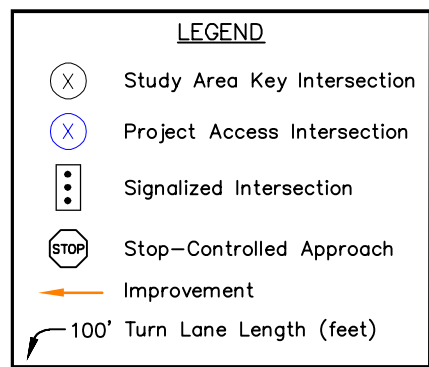 LEGEND
X Study Area Key Intersection
X Project Access Intersection
Signalized Intersection
STOP Stop-Controlled Approach
Improvement
100' Turn Lane Length (feet)